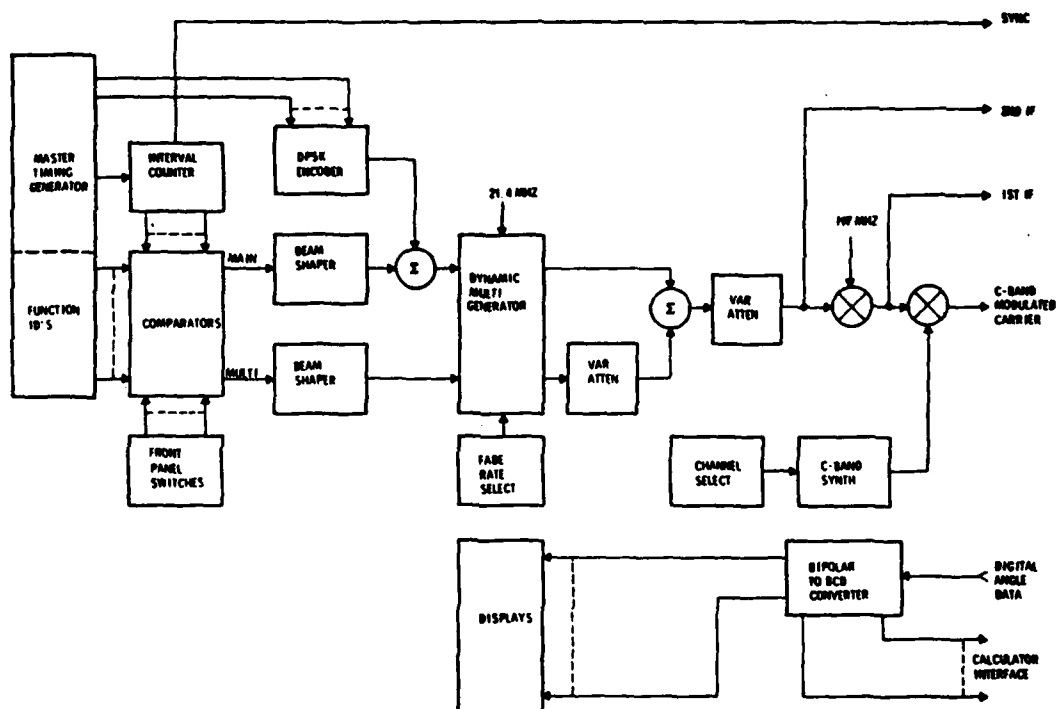 SYNC
2ND IF
MASTER
TIMING
GENERATOR
INTERVAL
COUNTER
DPSK
ENCODER
21.4 MHZ
1ST IF
MHZ
FUNCTION
ID'S
COMPARATORS
MAIN
BEAM
SHAPER
Σ
DYNAMIC
MULTI
GENERATOR
Σ
VAR
ATTEN
C-BAND
MODULATED
CARRIER
MULTI
BEAM
SHAPER
VAR
ATTEN
FRONT
PANEL
SWITCHES
FADE
RATE
SELECT
CHANNEL
SELECT
C-BAND
SYNTH
DISPLAYS
BIPOLAR
TO BCD
CONVERTER
DIGITAL
ANGLE
DATA
CALCULATOR
INTERFACE